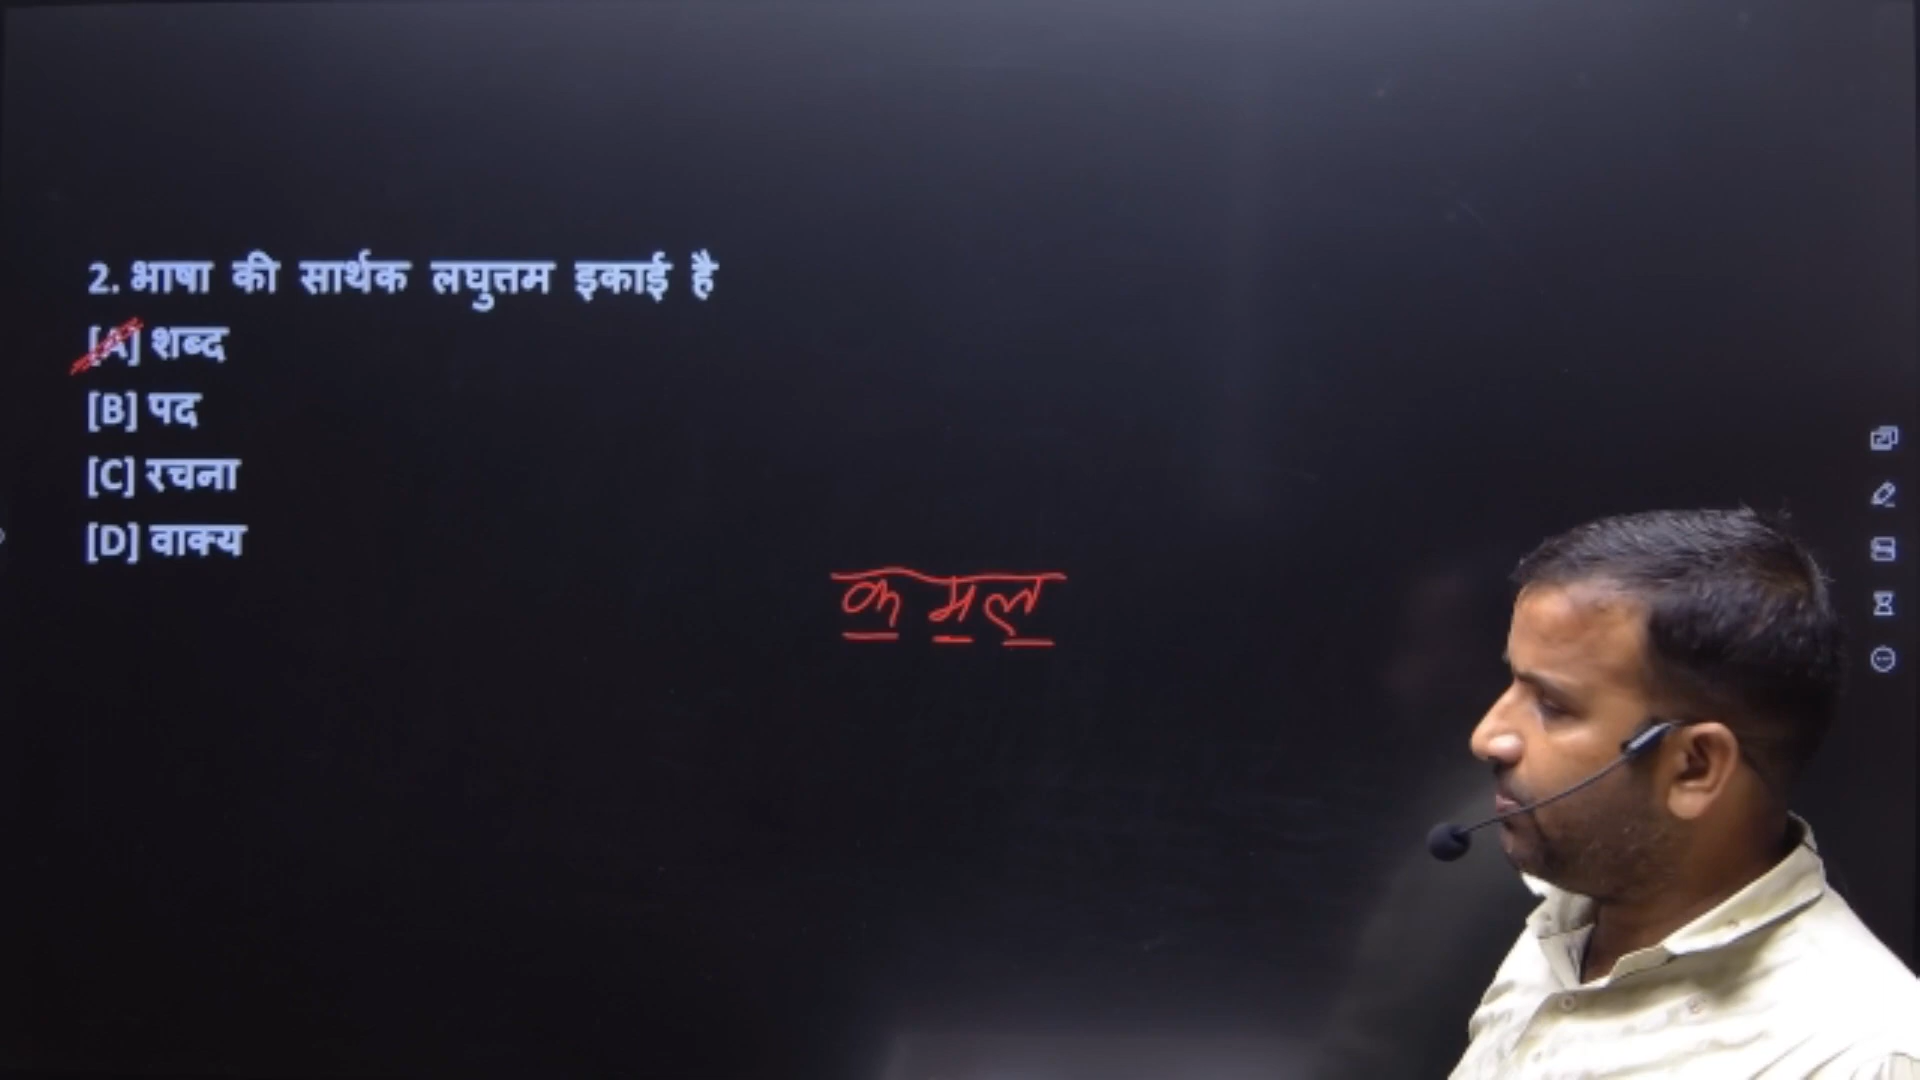 2. भाषा की सार्थक लघुत्तम इकाई है
[A] शब्द
[B] पद
[C] रचना
[D] वाक्य
कमल